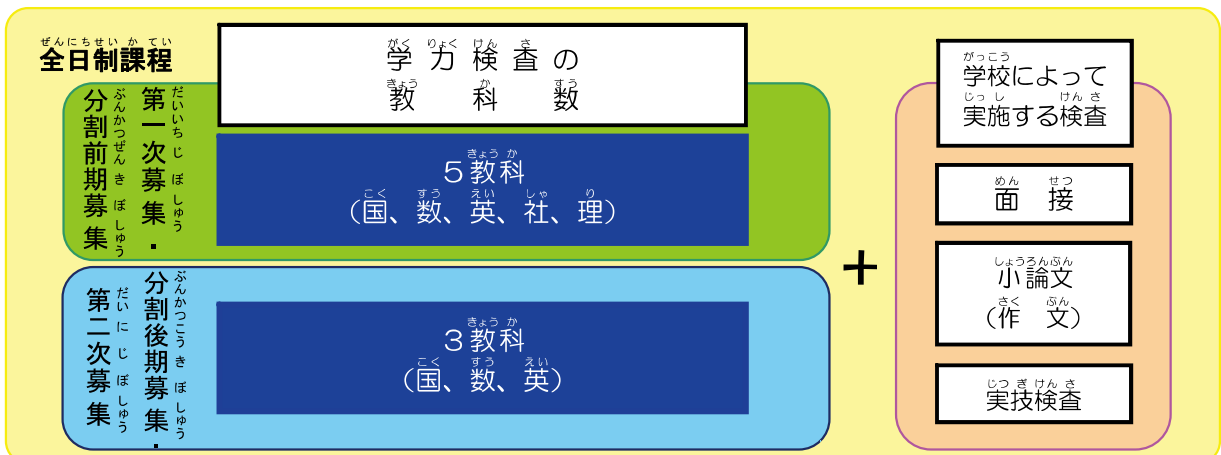 ぜんにちせいかてい
全日制課程
がくりょくけんさ
学力検査の
きょうかすう
教科数
だいいちじぼしゅう
第一次募集・
ぶんかつぜんきぼしゅう
分割前期募集
きょうか
5教科
こくすうえいしゃり
(国、数、英、社、理)
ぶんかつこうきぼしゅう
分割後期募集・
だいにじぼしゅう
第二次募集
きょうか
3教科
こくすうえい
(国、数、英)
+
がっこう
学校によって
じっしけんさ
実施する検査
めんせつ
面接
しょうろんぶん
小論文
さくぶん
(作文)
じつぎけんさ
実技検査